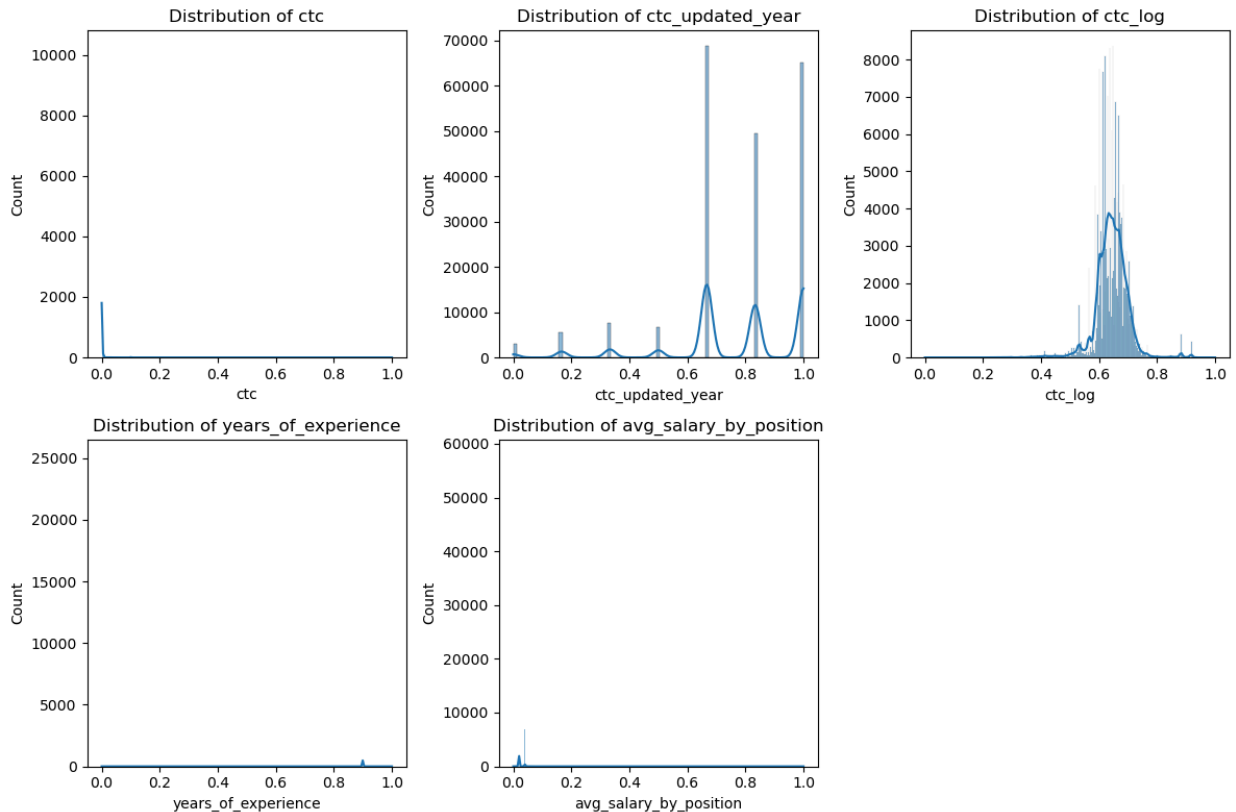 Distribution of ctc
10000
8000
6000
4000
2000
0
Count
0.0 0.2 0.4 0.6 0.8 1.0
ctc
Distribution of ctc_updated_year
70000
60000
50000
40000
30000
20000
10000
0
Count
0.0 0.2 0.4 0.6 0.8 1.0
ctc_updated_year
Distribution of ctc_log
8000
7000
6000
5000
4000
3000
2000
1000
0
Count
0.0 0.2 0.4 0.6 0.8 1.0
ctc_log
Distribution of years_of_experience
25000
20000
15000
10000
5000
0
Count
0.0 0.2 0.4 0.6 0.8 1.0
years_of_experience
Distribution of avg_salary_by_position
60000
50000
40000
30000
20000
10000
0
Count
0.0 0.2 0.4 0.6 0.8 1.0
avg_salary_by_position